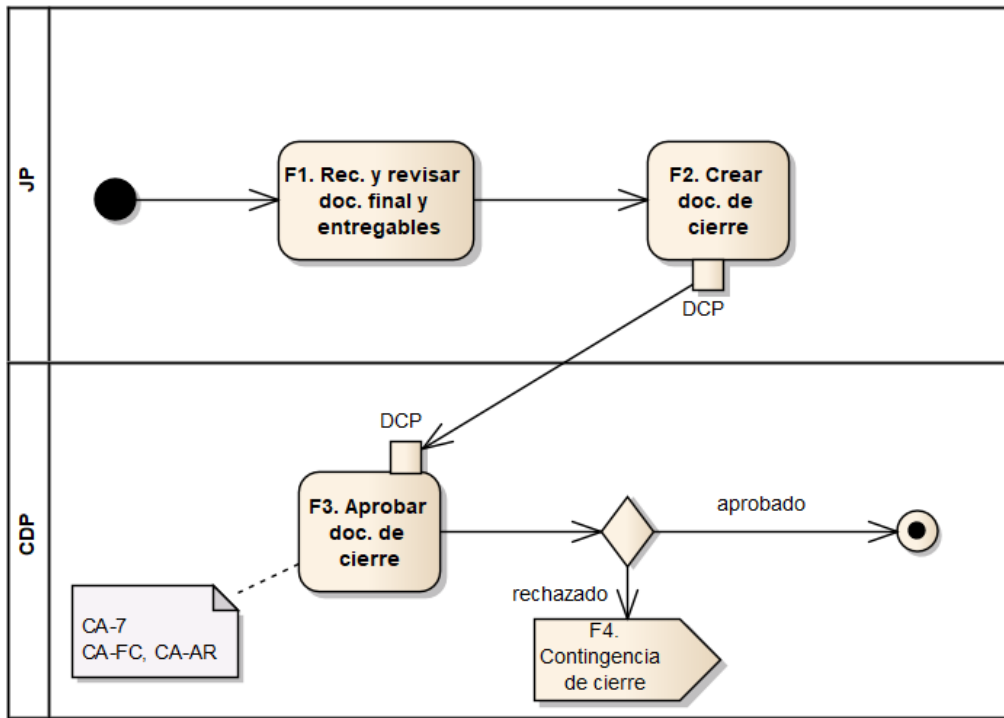 JP
F1. Rec. y revisar
doc. final y
entregables
F2. Crear
doc. de
cierre
DCP
CDP
DCP
F3. Aprobar
doc. de
cierre
aprobado
rechazado
CA-7
CA-FC, CA-AR
F4.
Contingencia
de cierre